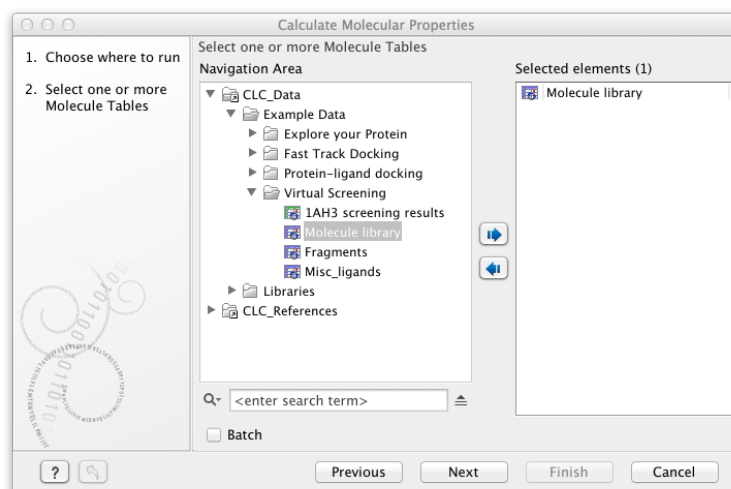 Calculate Molecular Properties
1. Choose where to run
2. Select one or more
Molecule Tables
Select one or more Molecule Tables
Navigation Area
CLC_Data
Example Data
Explore your Protein
Fast Track Docking
Protein-ligand docking
Virtual Screening
1AH3 screening results
Molecule library
Fragments
Misc_ligands
Libraries
CLC_References
<enter search term>
Batch
Selected elements (1)
Molecule library
?
Previous
Next
Finish
Cancel